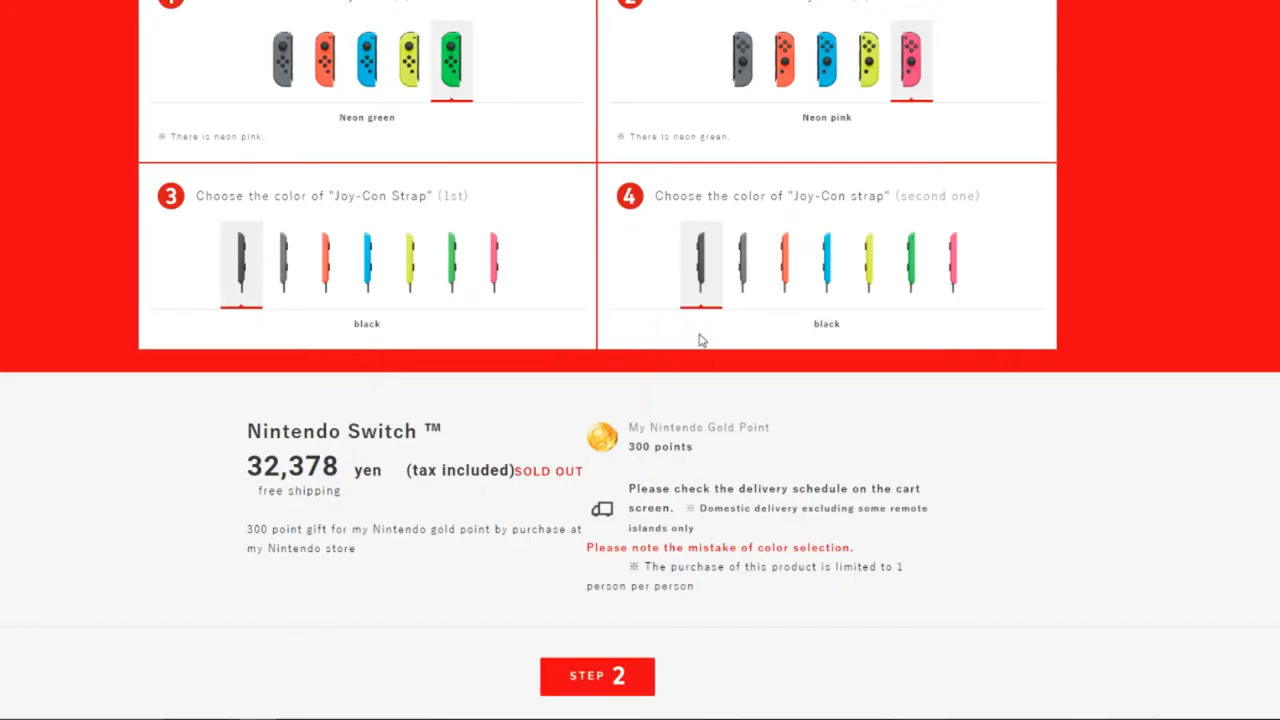 1
2
Neon green
Neon pink
※ There is neon pink.
※ There is neon green.
3 Choose the color of "Joy-Con Strap" (1st)
4 Choose the color of "Joy-Con strap" (second one)
black
black
Nintendo Switch ™
32,378 yen (tax included)SOLD OUT
free shipping
300 point gift for my Nintendo gold point by purchase at
my Nintendo store
My Nintendo Gold Point
300 points
Please check the delivery schedule on the cart
screen. ※ Domestic delivery excluding some remote
islands only
Please note the mistake of color selection.
※ The purchase of this product is limited to 1
person per person
STEP 2